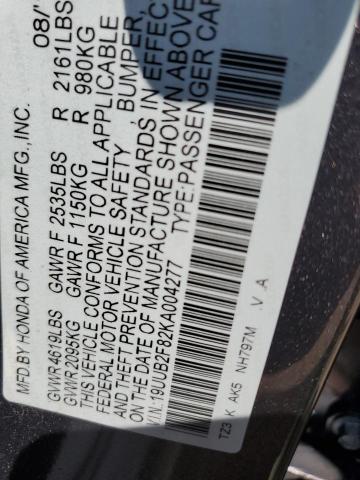 MFD.BY HONDA OF AMERICA MFG.,INC. 08/
GVWR 4619LBS GAWR F 2535LBS R 2161LBS
GVWR 2095KG GAWR F 1150KG R 980KG
THIS VEHICLE CONFORMS TO ALL APPLICABLE
FEDERAL MOTOR VEHICLE SAFETY, BUMPER,
AND THEFT PREVENTION STANDARDS IN EFFECT
ON THE DATE OF MANUFACTURE SHOWN ABOVE
V.I.N:19UUB2F82KA004277 TYPE:PASSENGER CAR
TZ3 K AK5 NH797M .V .A